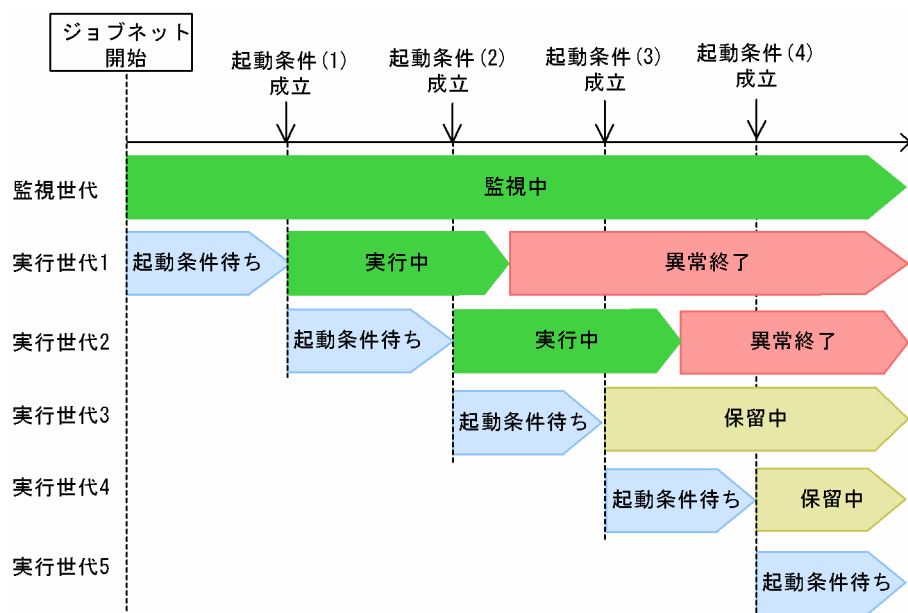 ジョブネット
開始
起動条件(1)
成立
起動条件(2)
成立
起動条件(3)
成立
起動条件(4)
成立
監視世代
監視中
実行世代1
起動条件待ち
実行中
異常終了
実行世代2
起動条件待ち
実行中
異常終了
実行世代3
起動条件待ち
保留中
実行世代4
起動条件待ち
保留中
実行世代5
起動条件待ち